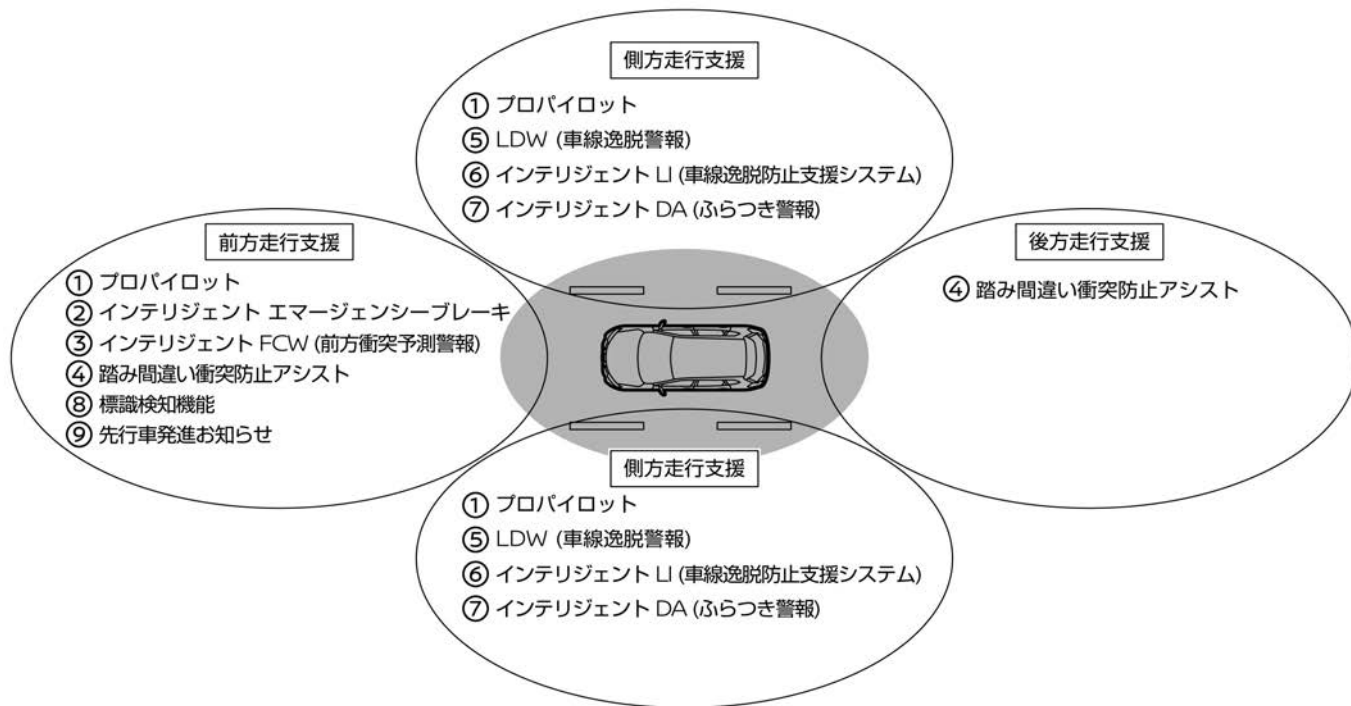 側方走行支援
① プロパイロット
⑤ LDW (車線逸脱警報)
⑥ インテリジェント LI (車線逸脱防止支援システム)
⑦ インテリジェント DA (ふらつき警報)
前方走行支援
① プロパイロット
② インテリジェント エマージェンシーブレーキ
③ インテリジェント FCW (前方衝突予測警報)
④ 踏み間違い衝突防止アシスト
⑧ 標識検知機能
⑨ 先行車発進お知らせ
後方走行支援
④ 踏み間違い衝突防止アシスト
側方走行支援
① プロパイロット
⑤ LDW (車線逸脱警報)
⑥ インテリジェント LI (車線逸脱防止支援システム)
⑦ インテリジェント DA (ふらつき警報)